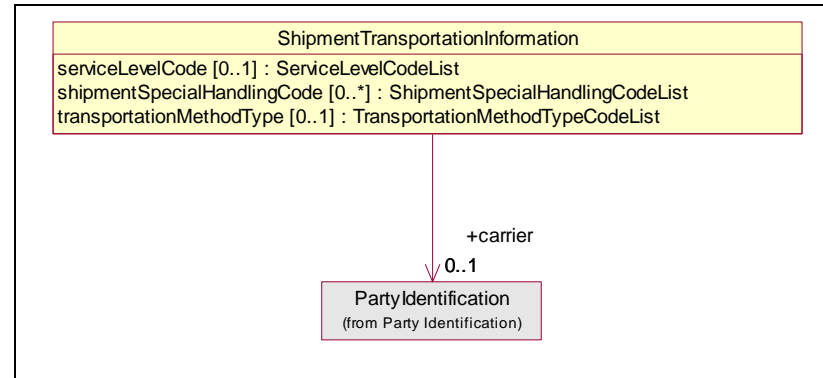 ShipmentTransportationInformation
serviceLevelCode [0..1] : ServiceLevelCodeList
shipmentSpecialHandlingCode [0..*] : ShipmentSpecialHandlingCodeList
transportationMethodType [0..1] : TransportationMethodTypeCodeList
+carrier
0..1
PartyIdentification
(from Party Identification)